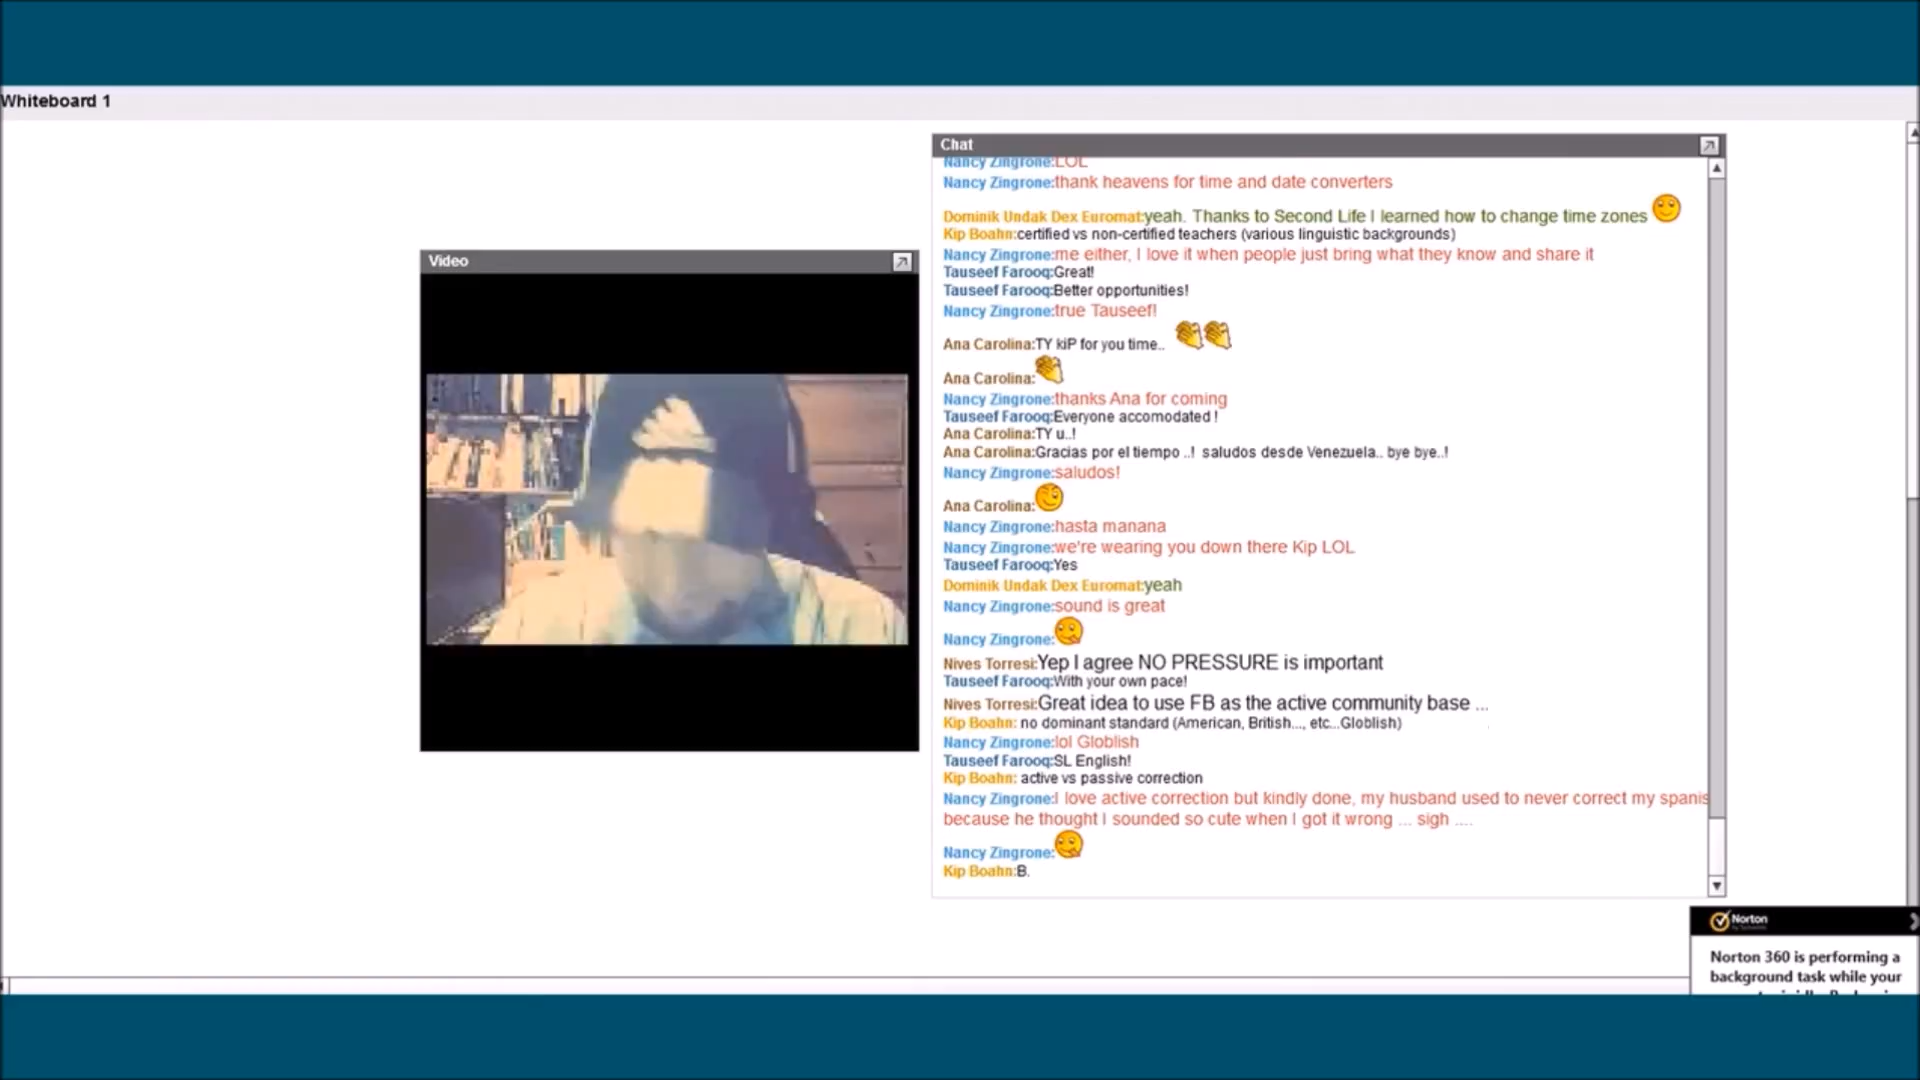 Whiteboard 1
Video
Chat
Nancy Zingrone:LOL
Nancy Zingrone:thank heavens for time and date converters
Dominik Undak Dex Euromat:yeah. Thanks to Second Life I learned how to change time zones
Kip Boahn:certified vs non-certified teachers (various linguistic backgrounds)
Nancy Zingrone:me either, I love it when people just bring what they know and share it
Tauseef Farooq:Great!
Tauseef Farooq:Better opportunities!
Nancy Zingrone:true Tauseef!
Ana Carolina:TY kiP for you time..
Ana Carolina:
Nancy Zingrone:thanks Ana for coming
Tauseef Farooq:Everyone accomodated !
Ana Carolina:TY u..!
Ana Carolina:Gracias por el tiempo ..! saludos desde Venezuela.. bye bye..!
Nancy Zingrone:saludos!
Ana Carolina:
Nancy Zingrone:hasta manana
Nancy Zingrone:we're wearing you down there Kip LOL
Tauseef Farooq:Yes
Dominik Undak Dex Euromat:yeah
Nancy Zingrone:sound is great
Nancy Zingrone:
Nives Torresi:Yep I agree NO PRESSURE is important
Tauseef Farooq:With your own pace!
Nives Torresi:Great idea to use FB as the active community base ...
Kip Boahn: no dominant standard (American, British..., etc...Globlish)
Nancy Zingrone:lol Globlish
Tauseef Farooq:SL English!
Kip Boahn: active vs passive correction
Nancy Zingrone:I love active correction but kindly done, my husband used to never correct my spanis
because he thought I sounded so cute when I got it wrong ... sigh ....
Nancy Zingrone:
Kip Boahn:B.
Norton
Norton 360 is performing a
background task while your